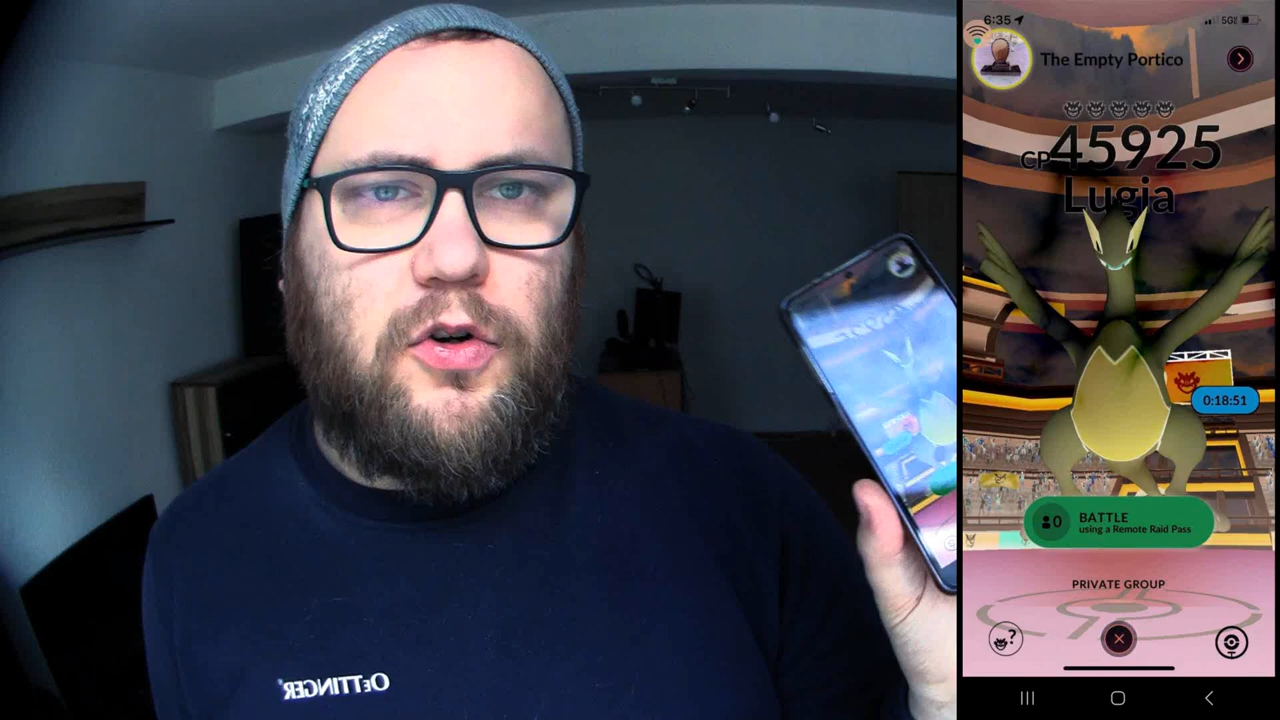 OETTINGER
6:35
5G
The Empty Portico
CP45925
Lugia
0:18:51
0
BATTLE
using a Remote Raid Pass
PRIVATE GROUP
?